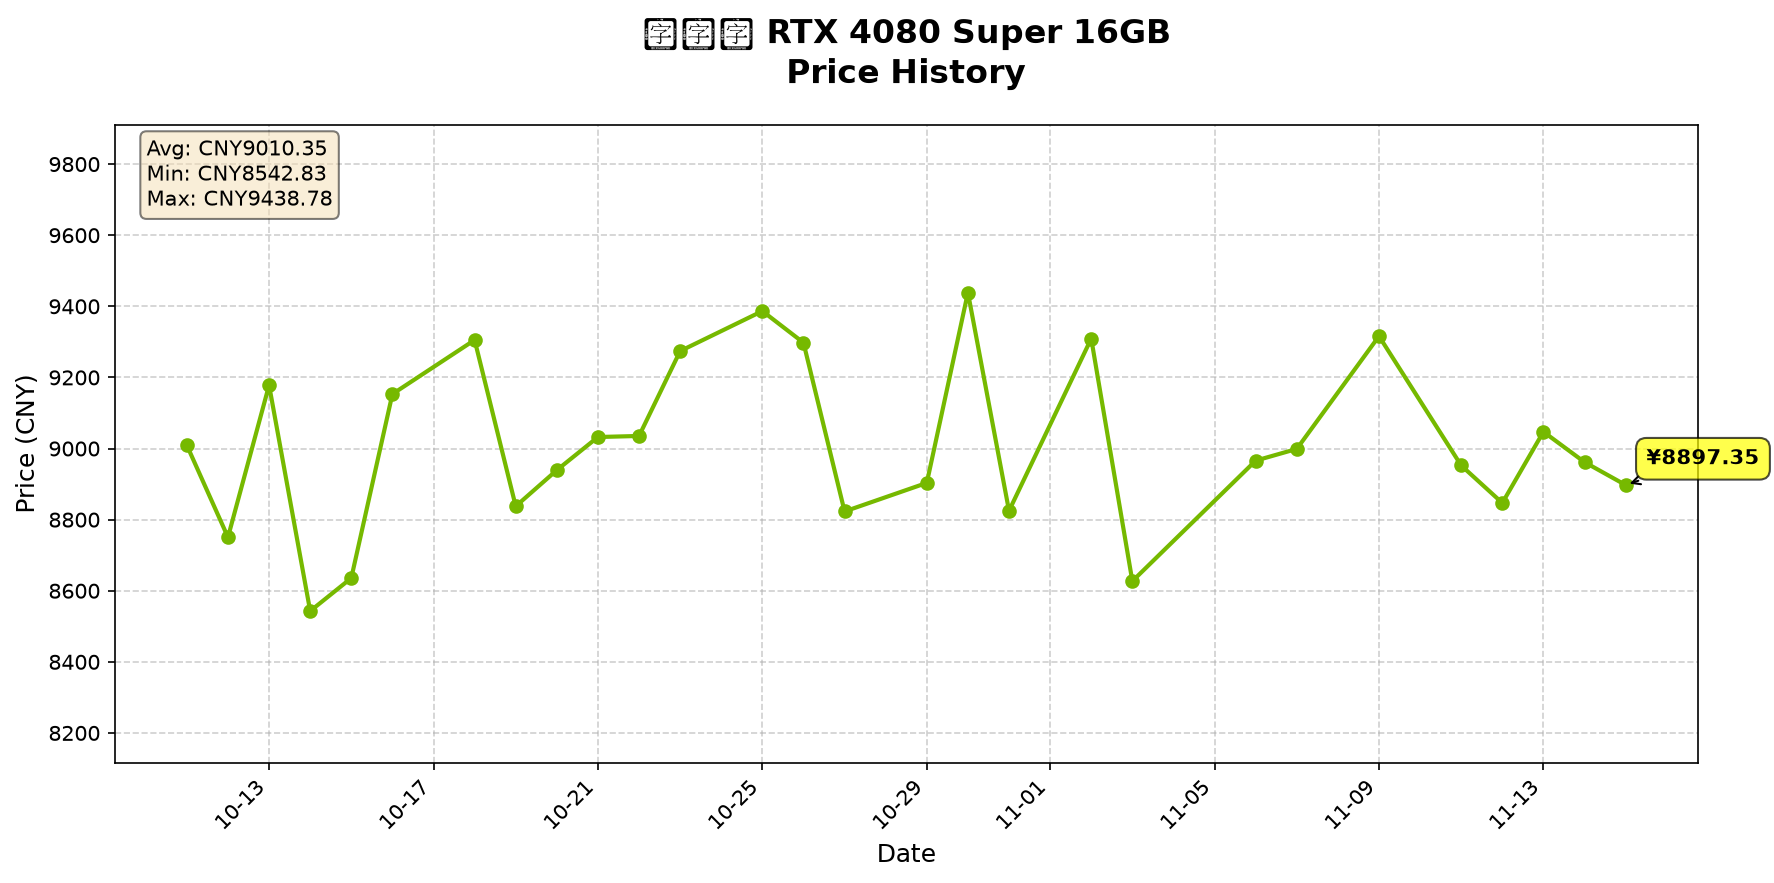 RTX 4080 Super 16GB
Price History
Avg: CNY9010.35
Min: CNY8542.83
Max: CNY9438.78
9800
9600
9400
9200
9000
8800
8600
8400
8200
Price (CNY)
¥8897.35
10-13
10-17
10-21
10-25
10-29
11-01
11-05
11-09
11-13
Date